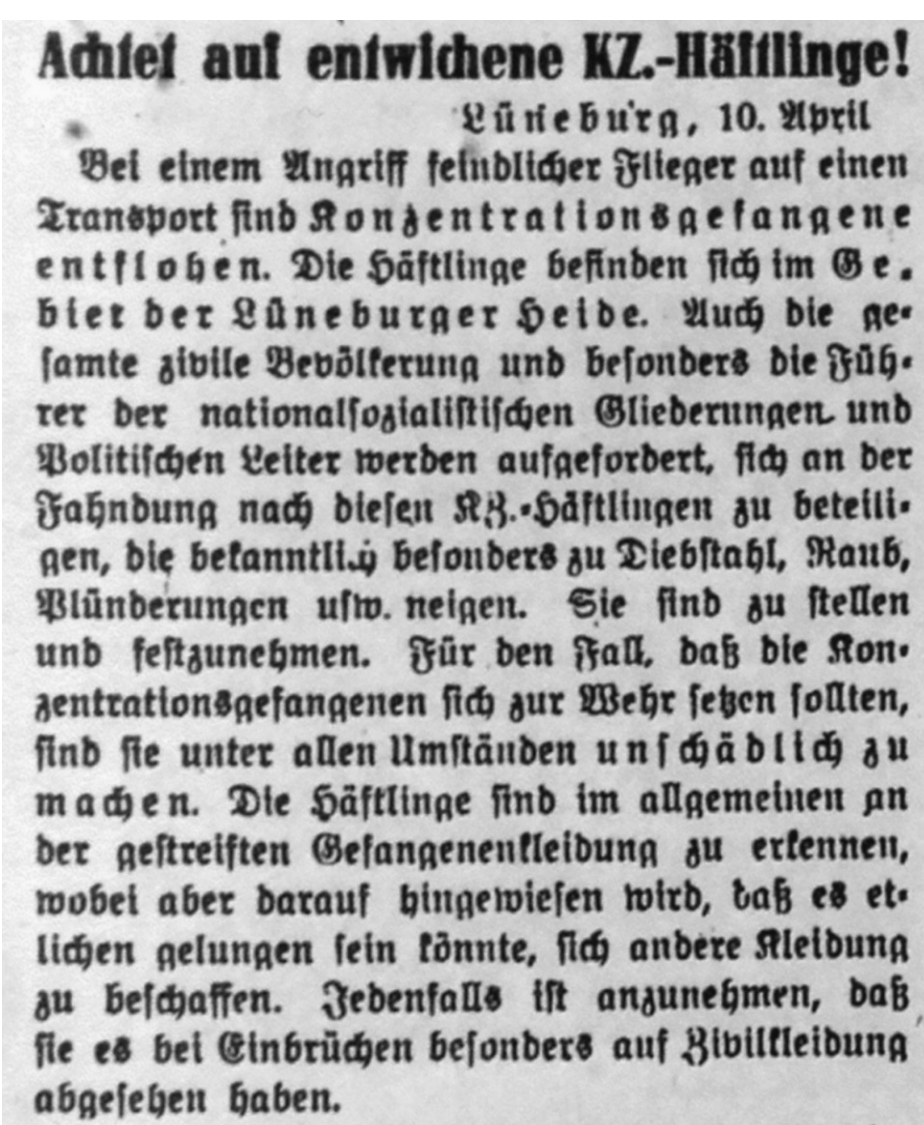 Achtet auf entwichene KZ.-Häftlinge!
Lüneburg, 10. April
Bei einem Angriff feindlicher Flieger auf einen
Transport sind Konzentrationsgefangene
entflohen. Die Häftlinge befinden sich im Ge-
biet der Lüneburger Heide. Auch die ge-
samte zivile Bevölkerung und besonders die Füh-
rer der nationalsozialistischen Gliederungen und
Politischen Leiter werden aufgefordert, sich an der
Fahndung nach diesen KZ.-Häftlingen zu beteili-
gen, die bekanntlich besonders zu Diebstahl, Raub,
Plünderungen usw. neigen. Sie sind zu stellen
und festzunehmen. Für den Fall, daß die Kon-
zentrationsgefangenen sich zur Wehr setzen sollten,
sind sie unter allen Umständen unschädlich zu
machen. Die Häftlinge sind im allgemeinen an
der gestreiften Gefangenenkleidung zu erkennen,
wobei aber darauf hingewiesen wird, daß es et-
lichen gelungen sein könnte, sich andere Kleidung
zu beschaffen. Jedenfalls ist anzunehmen, daß
sie es bei Einbrüchen besonders auf Zivilkleidung
abgesehen haben.